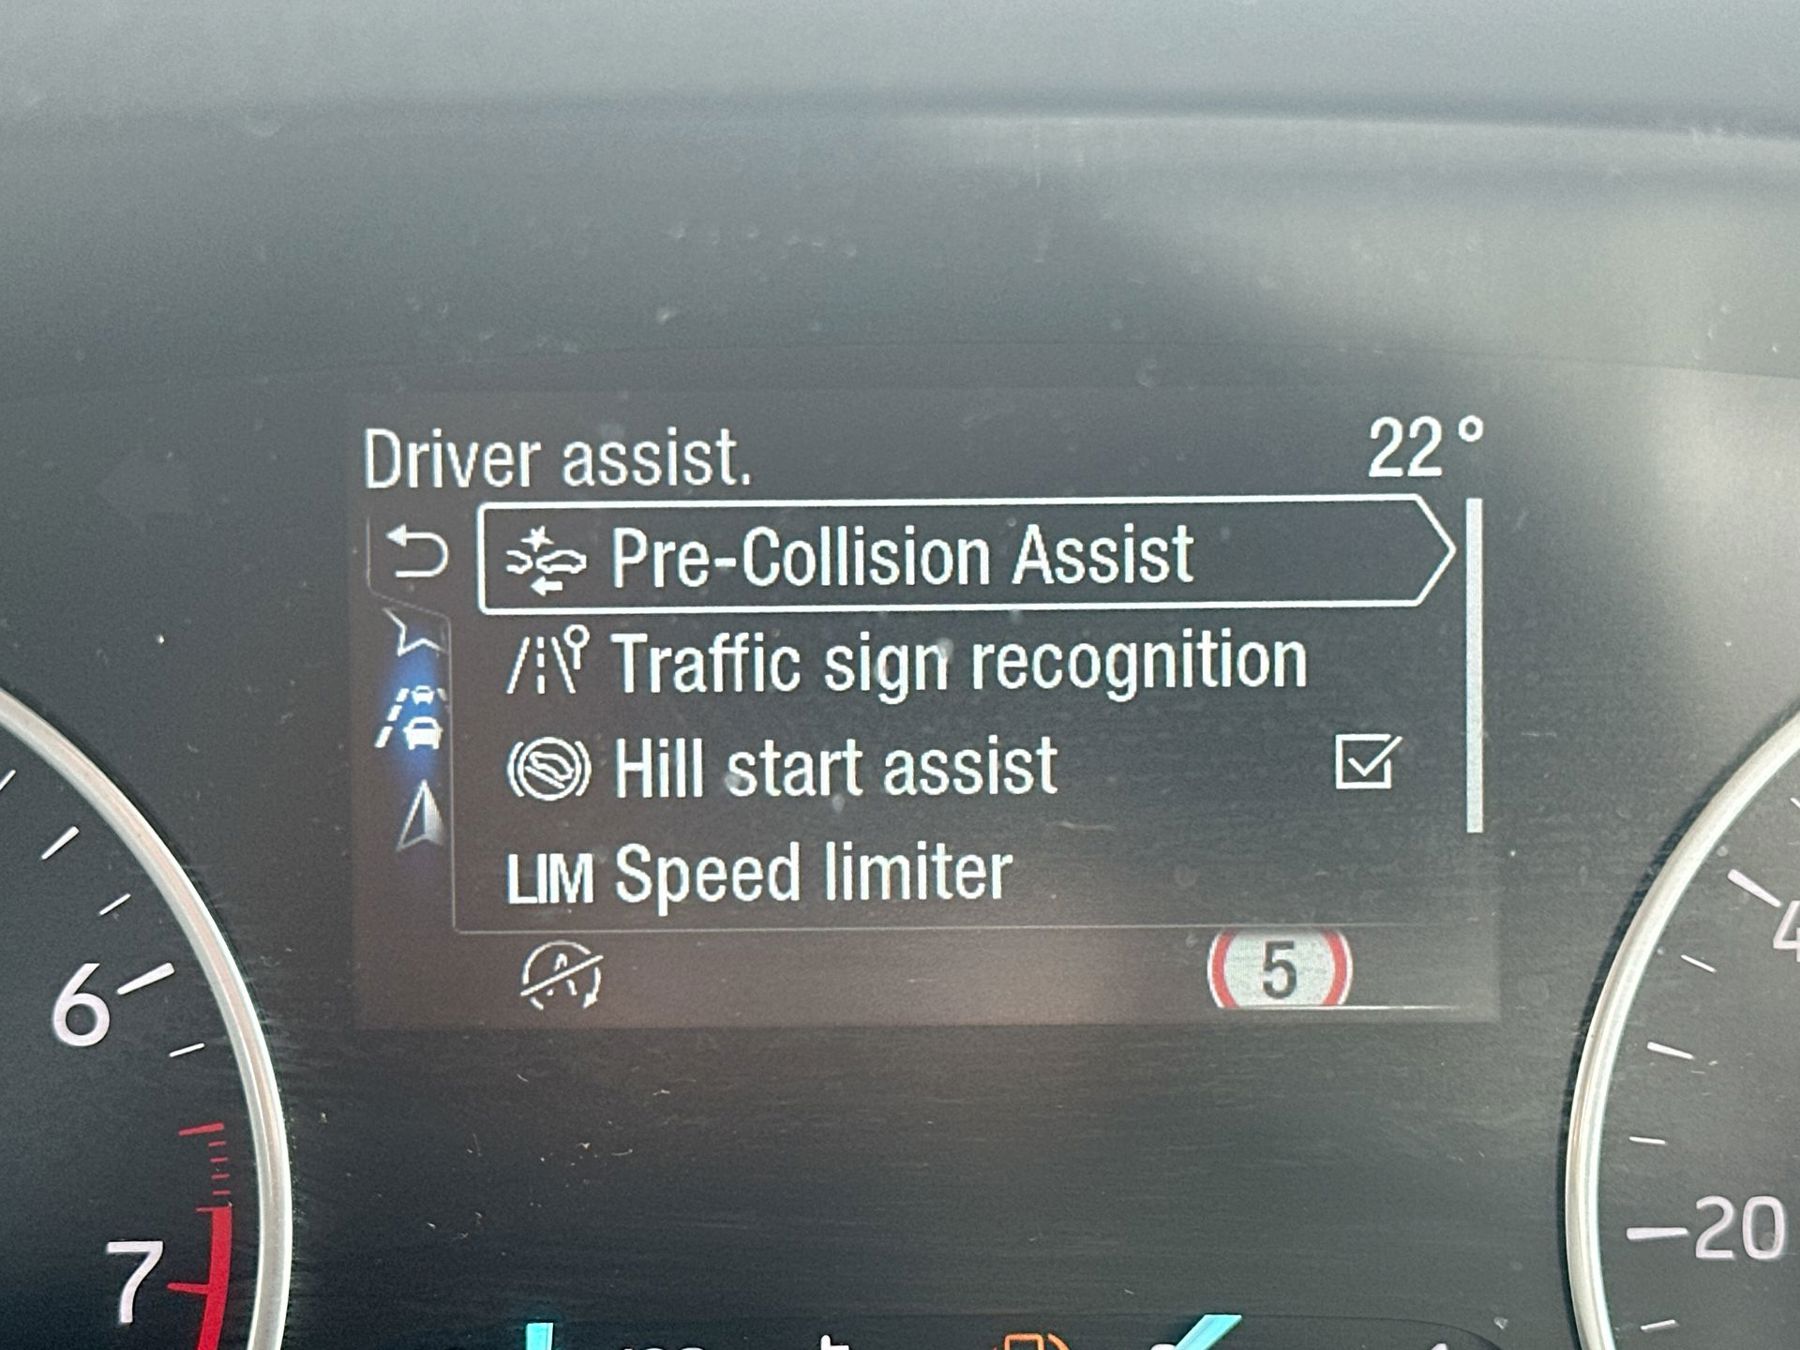 Driver assist.
22°
Pre-Collision Assist
Traffic sign recognition
Hill start assist
LIM Speed limiter
A
5
6
7
4
20